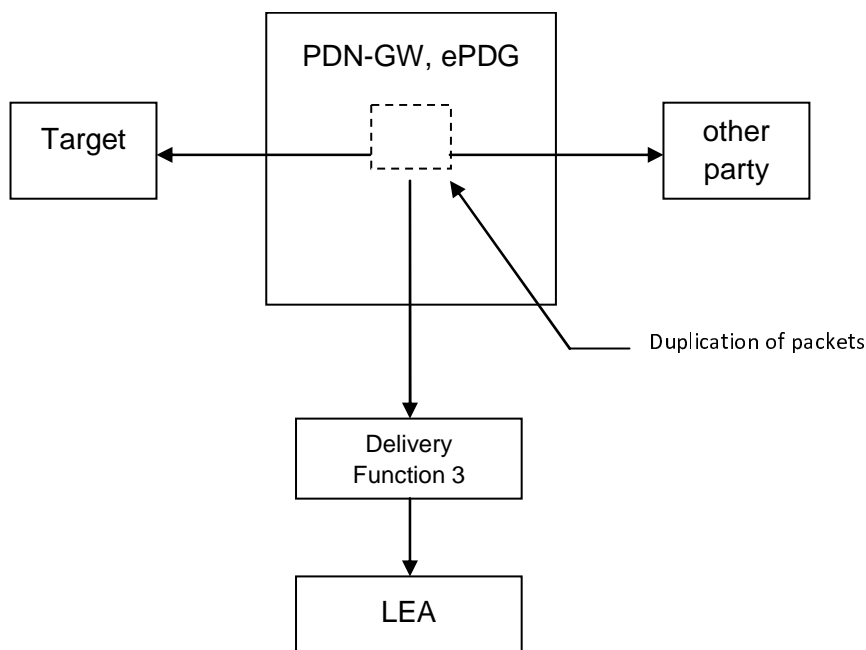 PDN-GW, ePDG
Target
other
party
Duplication of packets
Delivery
Function 3
LEA